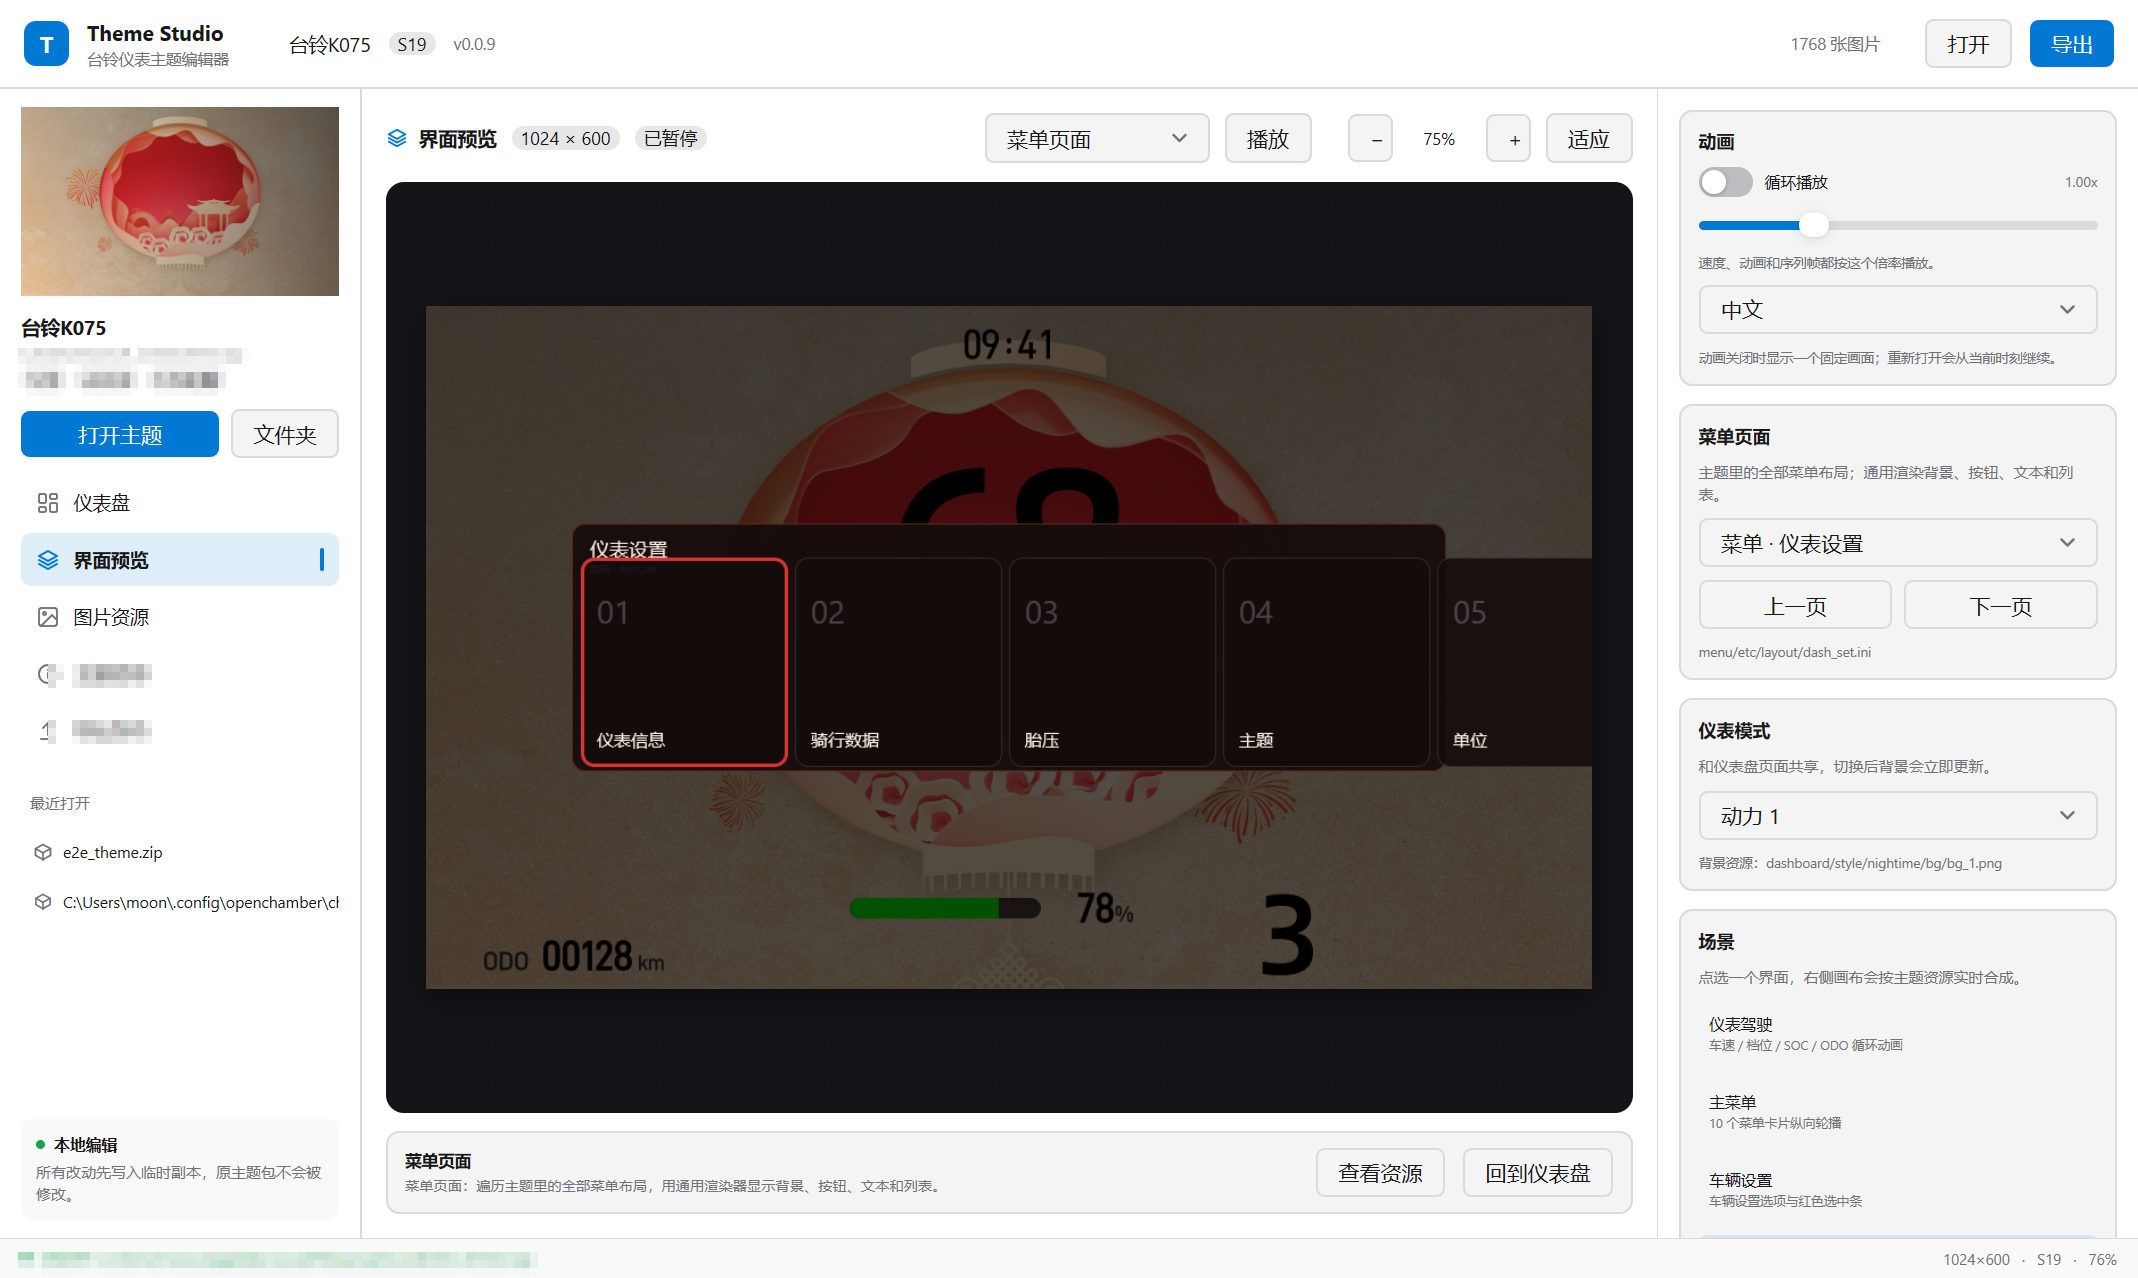 T
Theme Studio
台铃仪表主题编辑器
台铃K075
S19
v0.0.9
1768 张图片
打开
导出
台铃K075
打开主题
文件夹
仪表盘
界面预览
图片资源
最近打开
e2e_theme.zip
C:\Users\moon\.config\openchamber\cl
本地编辑
所有改动先写入临时副本，原主题包不会被
修改。
界面预览
1024 × 600
已暂停
菜单页面
播放
−
75%
+
适应
09:41
仪表设置
01
02
03
04
05
仪表信息
骑行数据
胎压
主题
单位
78%
3
ODO 00128 km
菜单页面
菜单页面：遍历主题里的全部菜单布局，用通用渲染器显示背景、按钮、文本和列表。
查看资源
回到仪表盘
动画
循环播放
1.00x
速度、动画和序列帧都按这个倍率播放。
中文
动画关闭时显示一个固定画面；重新打开会从当前时刻继续。
菜单页面
主题里的全部菜单布局；通用渲染背景、按钮、文本和列
表。
菜单 · 仪表设置
上一页
下一页
menu/etc/layout/dash_set.ini
仪表模式
和仪表盘页面共享，切换后背景会立即更新。
动力 1
背景资源：dashboard/style/nightime/bg/bg_1.png
场景
点选一个界面，右侧画布会按主题资源实时合成。
仪表驾驶
车速 / 档位 / SOC / ODO 循环动画
主菜单
10 个菜单卡片纵向轮播
车辆设置
车辆设置选项与红色选中条
1024×600 · S19 · 76%